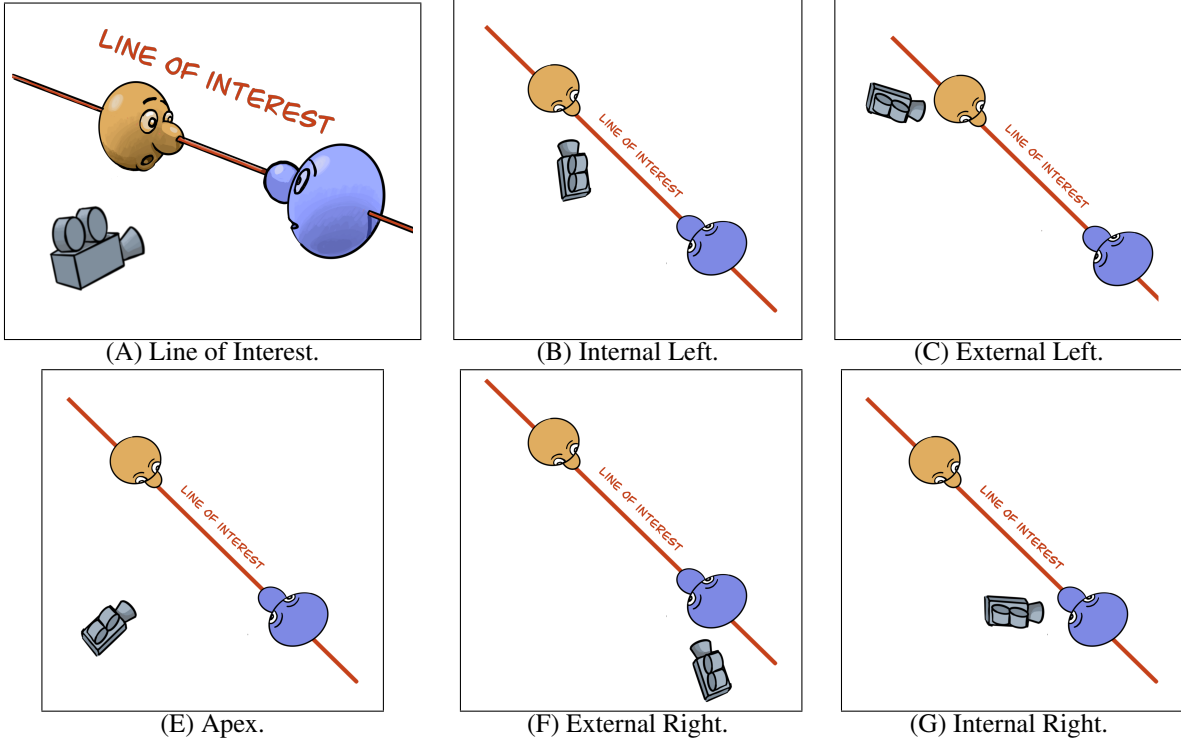 LINE OF INTEREST
(A) Line of Interest.
LINE OF INTEREST
(B) Internal Left.
LINE OF INTEREST
(C) External Left.
LINE OF INTEREST
(E) Apex.
LINE OF INTEREST
(F) External Right.
LINE OF INTEREST
(G) Internal Right.